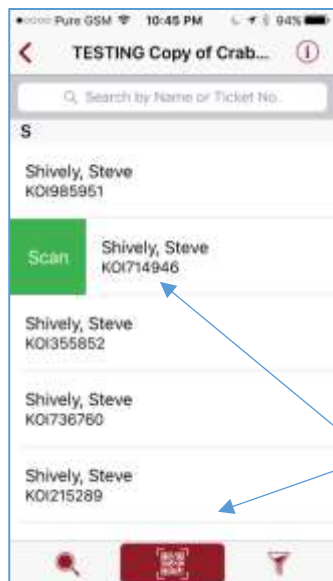 Pure GSM 10:45 PM 94%
TESTING Copy of Crab...
Search by Name or Ticket No.
S
Shively, Steve
KOI985951
Scan
Shively, Steve
KOI714946
Shively, Steve
KOI355852
Shively, Steve
KOI736760
Shively, Steve
KOI215289